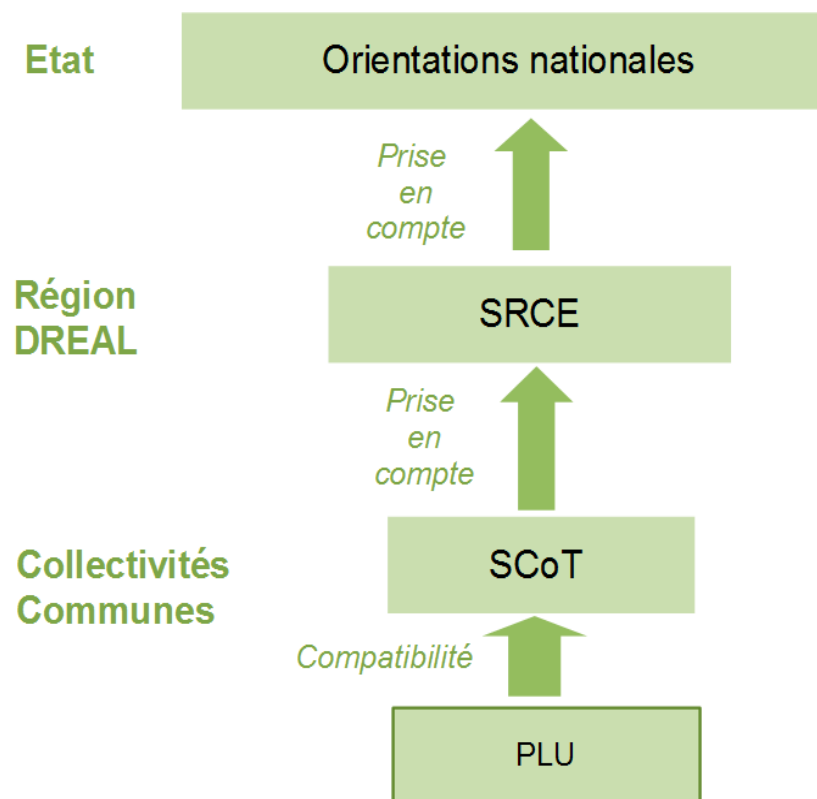 Etat
Orientations nationales
Prise
en
compte
Région
DREAL
SRCE
Prise
en
compte
Collectivités
Communes
SCoT
Compatibilité
PLU